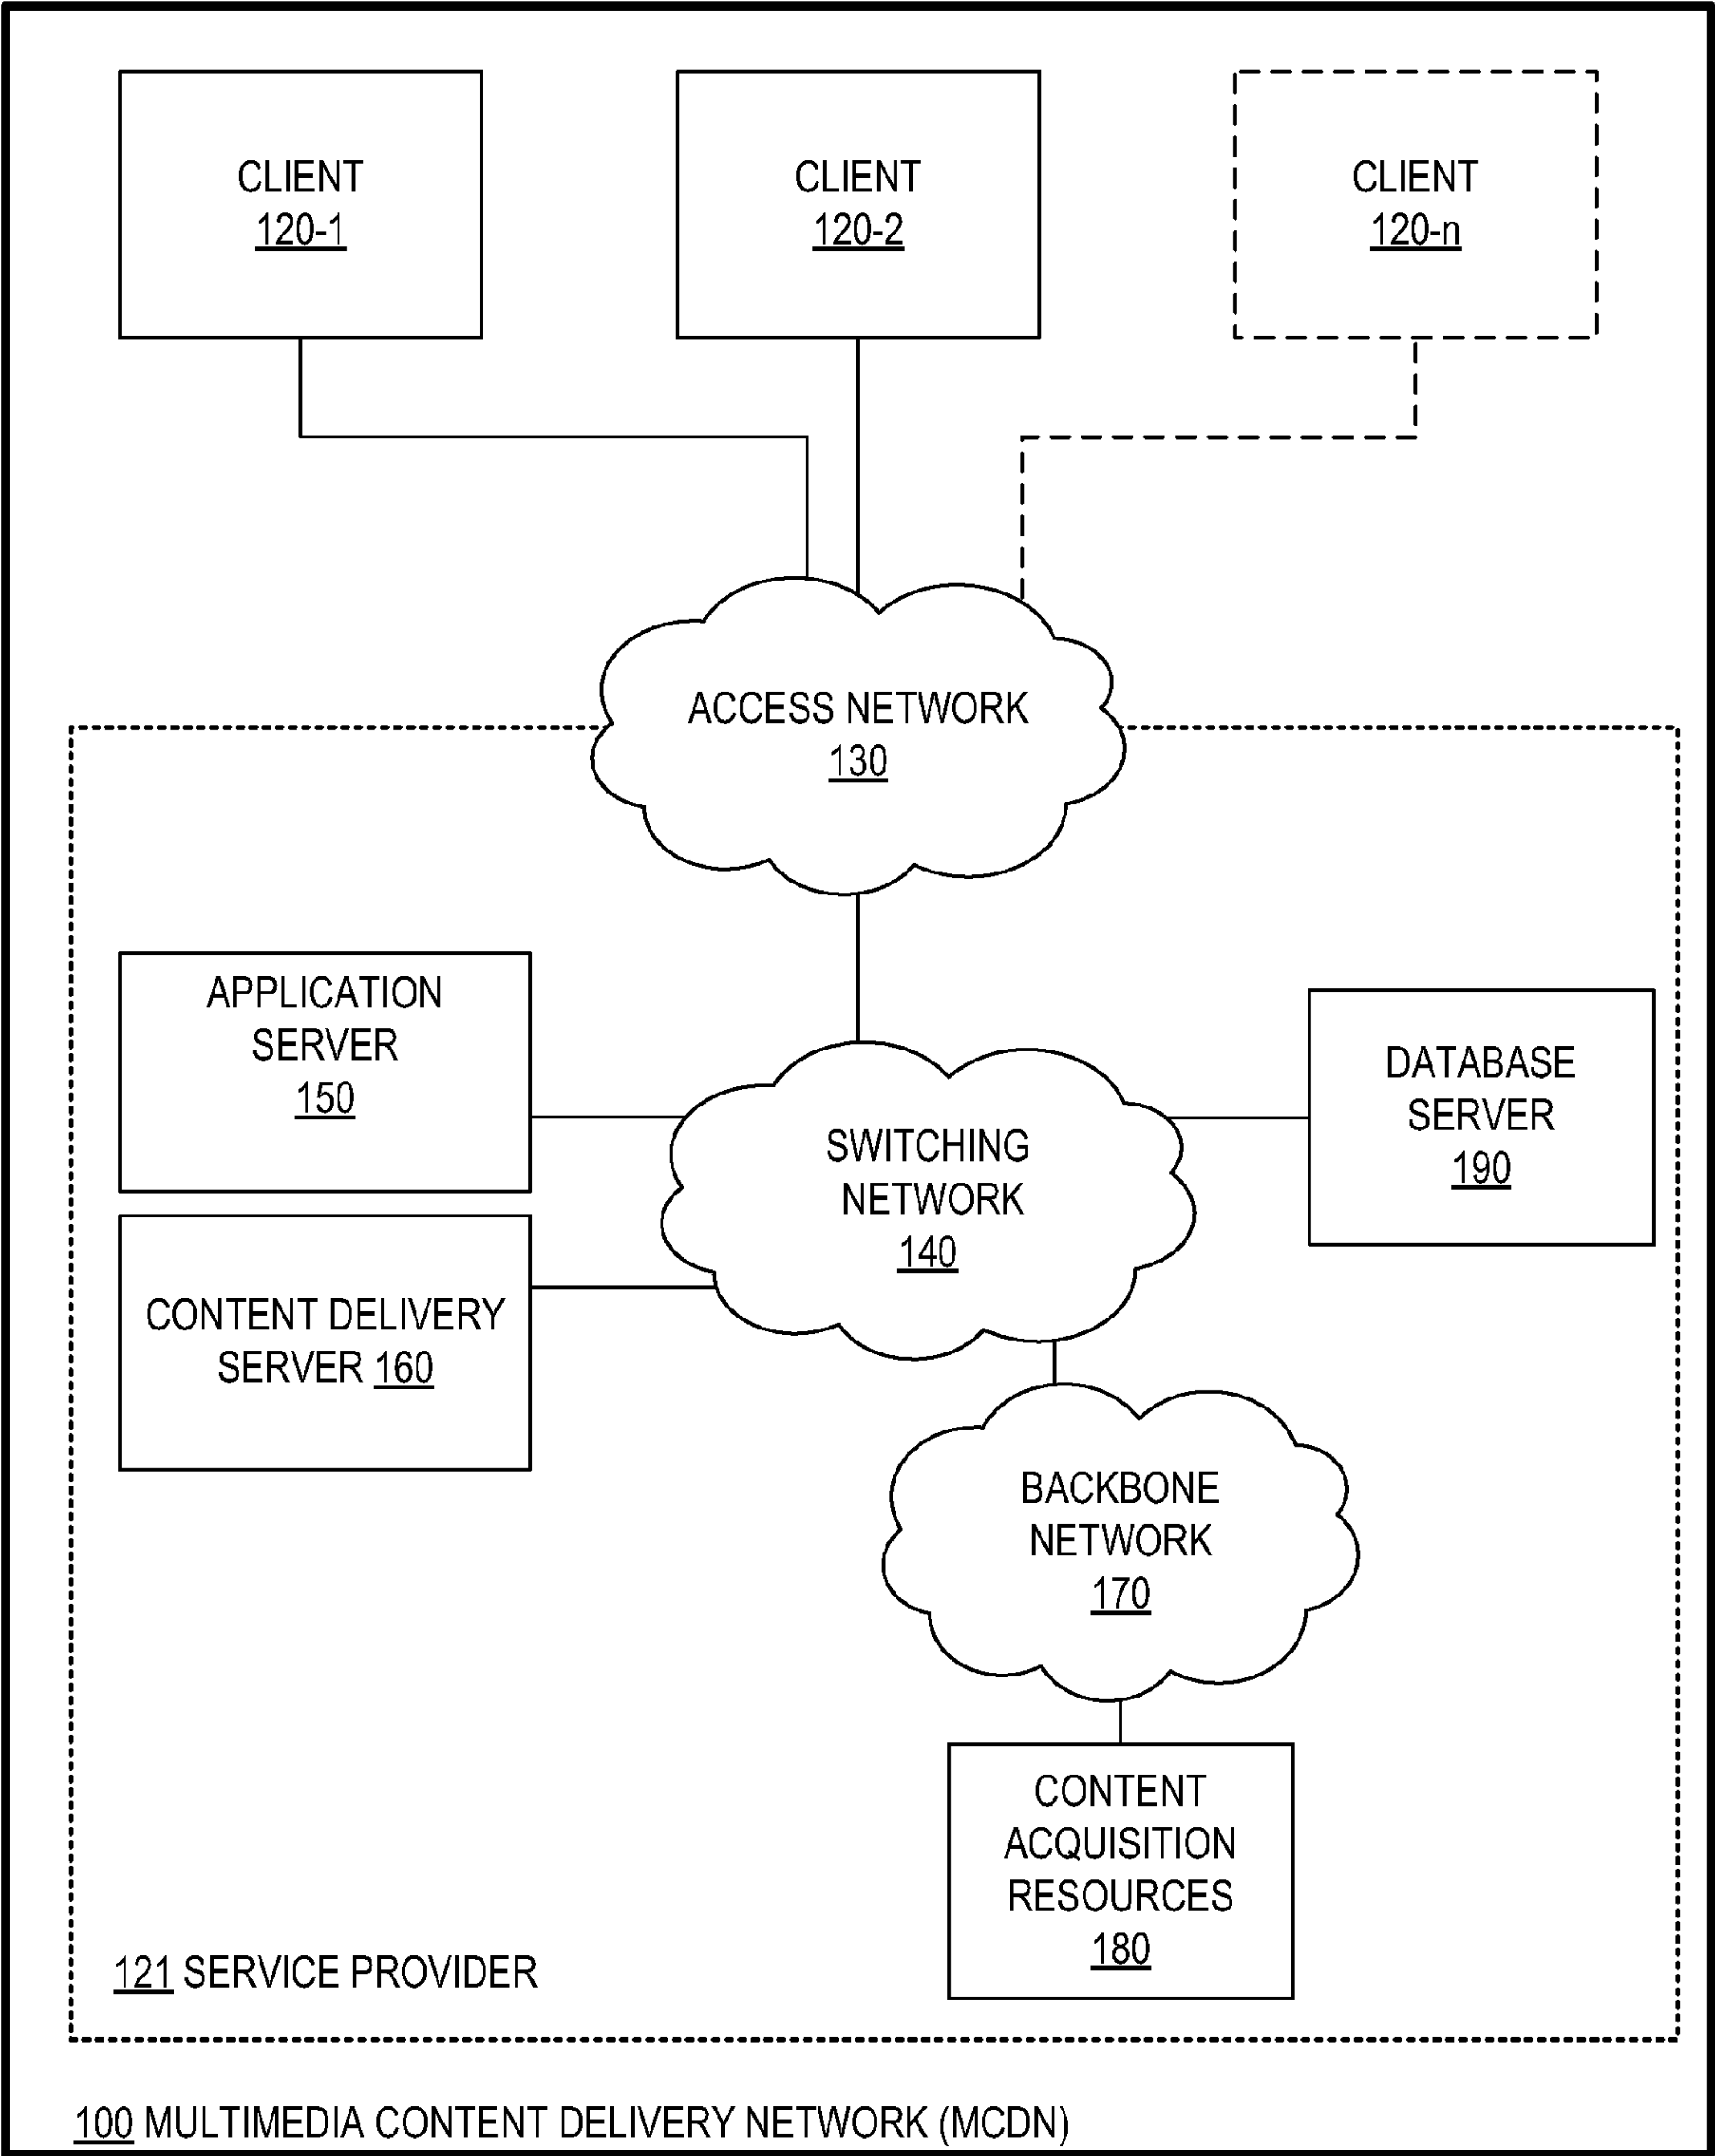 CLIENT
120-1
CLIENT
120-2
CLIENT
120-n
ACCESS NETWORK
130
APPLICATION
SERVER
150
SWITCHING
NETWORK
140
DATABASE
SERVER
190
CONTENT DELIVERY
SERVER 160
BACKBONE
NETWORK
170
CONTENT
ACQUISITION
RESOURCES
180
121 SERVICE PROVIDER
100 MULTIMEDIA CONTENT DELIVERY NETWORK (MCDN)